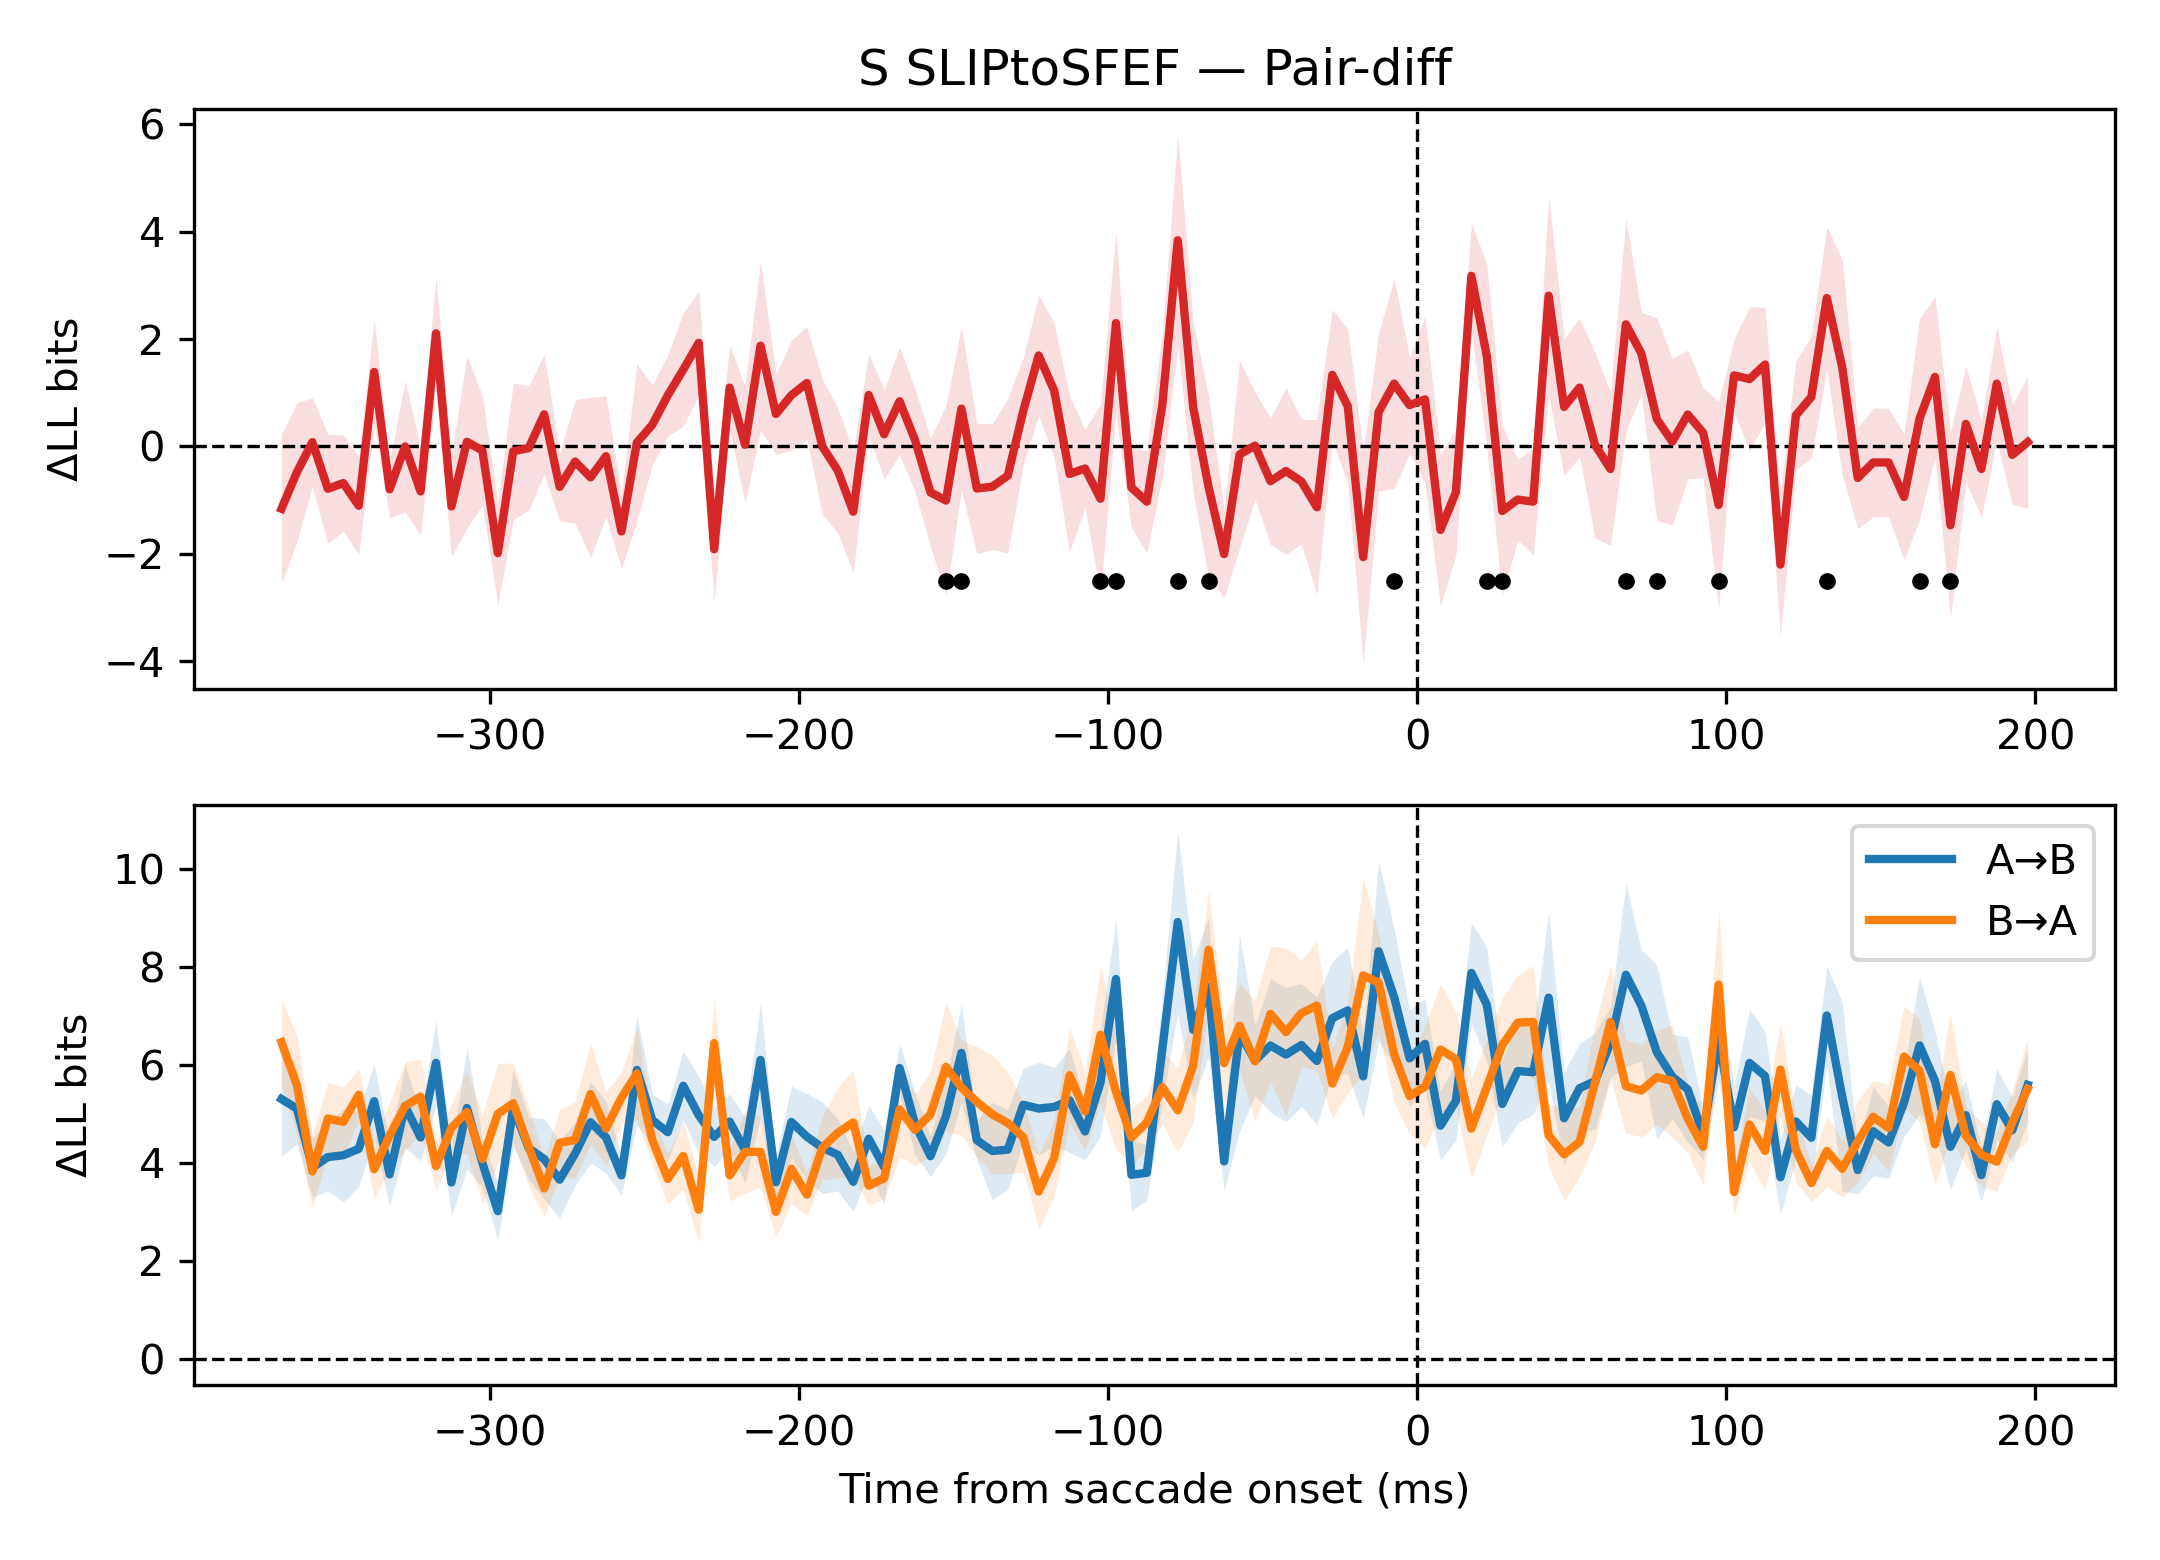 S SLIPtoSFEF — Pair-diff
6
4
2
0
−2
−4
ΔLL bits
−300 −200 −100 0 100 200
10
8
6
4
2
0
ΔLL bits
A→B
B→A
−300 −200 −100 0 100 200
Time from saccade onset (ms)